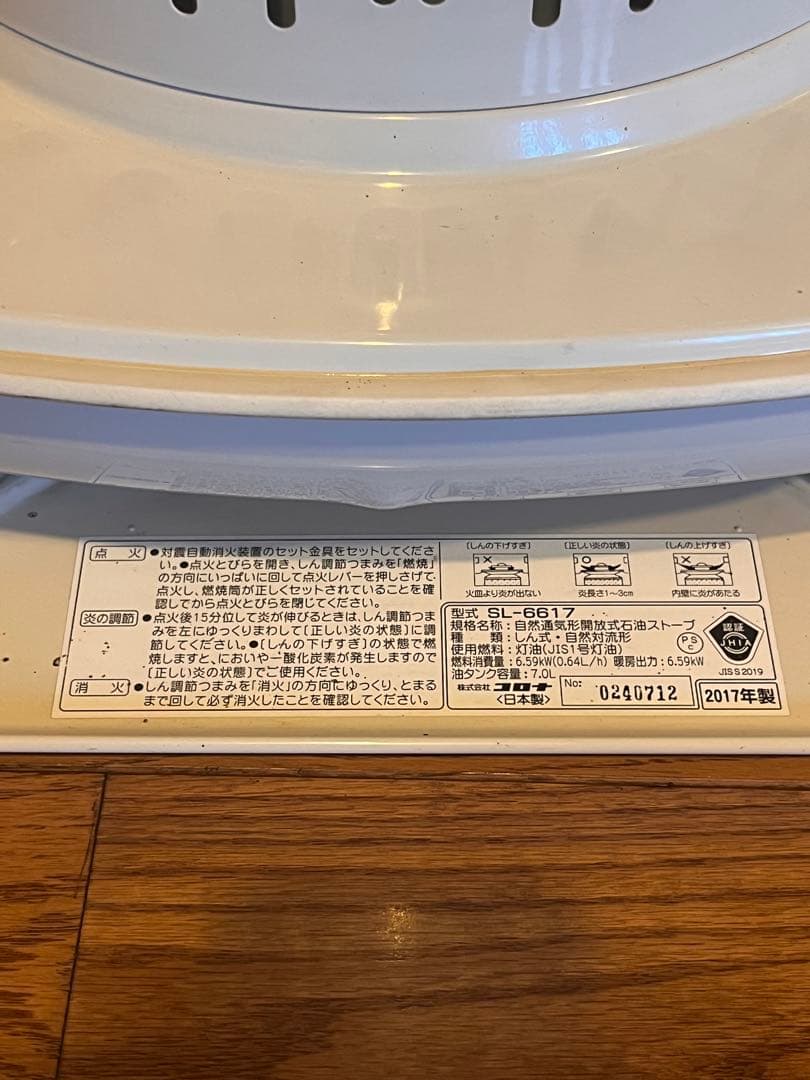 点火 ●対震自動消火装置のセット金具をセットしてくださ
い。●点火とびらを開き、しん調節つまみを「燃焼」
の方向にいっぱいに回して点火レバーを押しさげて、
点火し、燃焼筒が正しくセットされていることを確
認してから点火とびらを閉じてください。
炎の調節 ●点火後15分位して炎が伸びるときは、しん調節つま
みを左にゆっくりまわして〔正しい炎の状態〕に調
節してください。●〔しんの下げすぎ〕の状態で燃
焼しますと、においや一酸化炭素が発生しますので
〔正しい炎の状態〕でご使用ください。
消火 ●しん調節つまみを「消火」の方向にゆっくり、とまる
まで回して必ず消火したことを確認してください。
〔しんの下げすぎ〕 〔正しい炎の状態〕 〔しんの上げすぎ〕
火皿より炎が出ない 炎長さ1〜3cm 内壁に炎があたる
型式 SL-6617
規格名称：自然通気形開放式石油ストーブ
種類：しん式・自然対流形
使用燃料：灯油(JIS1号灯油)
燃料消費量：6.59kW(0.64L/h) 暖房出力：6.59kW
油タンク容量：7.0L
株式会社 コロナ
〈日本製〉
No: 0240712
2017年製
PS
C
認証
JHIA
JIS S 2019